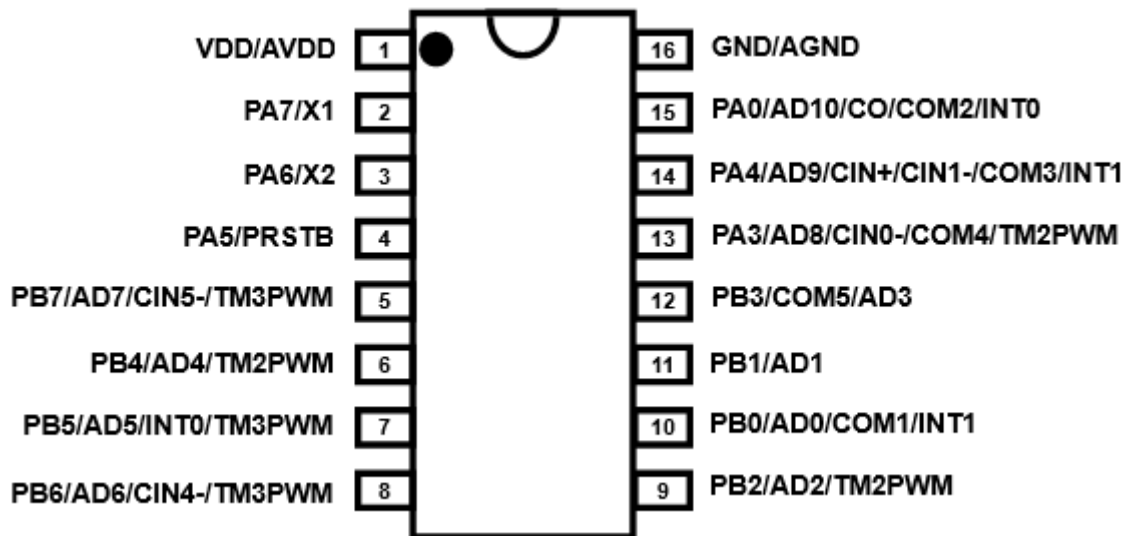 VDD/AVDD 1 16 GND/AGND
PA7/X1 2 15 PA0/AD10/CO/COM2/INT0
PA6/X2 3 14 PA4/AD9/CIN+/CIN1-/COM3/INT1
PA5/PRSTB 4 13 PA3/AD8/CIN0-/COM4/TM2PWM
PB7/AD7/CIN5-/TM3PWM 5 12 PB3/COM5/AD3
PB4/AD4/TM2PWM 6 11 PB1/AD1
PB5/AD5/INT0/TM3PWM 7 10 PB0/AD0/COM1/INT1
PB6/AD6/CIN4-/TM3PWM 8 9 PB2/AD2/TM2PWM